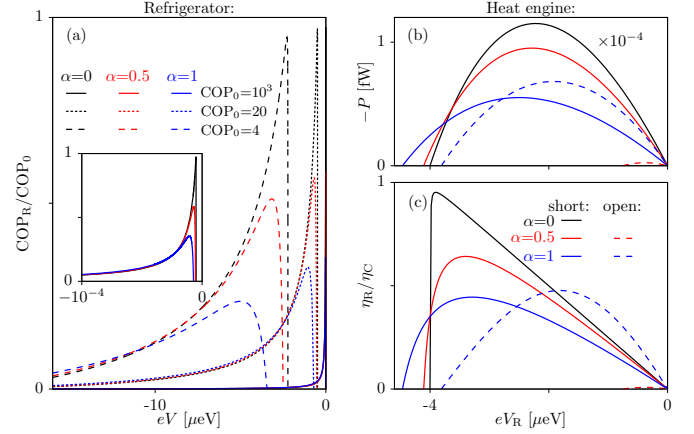 Refrigerator:
Heat engine:
1
(a)
α=0 α=0.5 α=1
COP₀=10³
COP₀=20
COP₀=4
COP_R/COP₀
1
0
−10⁻⁴
0
0
-10
0
eV [μeV]
(b)
×10⁻⁴
1
−P [fW]
0
1
(c)
short: open:
α=0
α=0.5
α=1
η_R/η_C
0
-4
-2
0
eV_R [μeV]